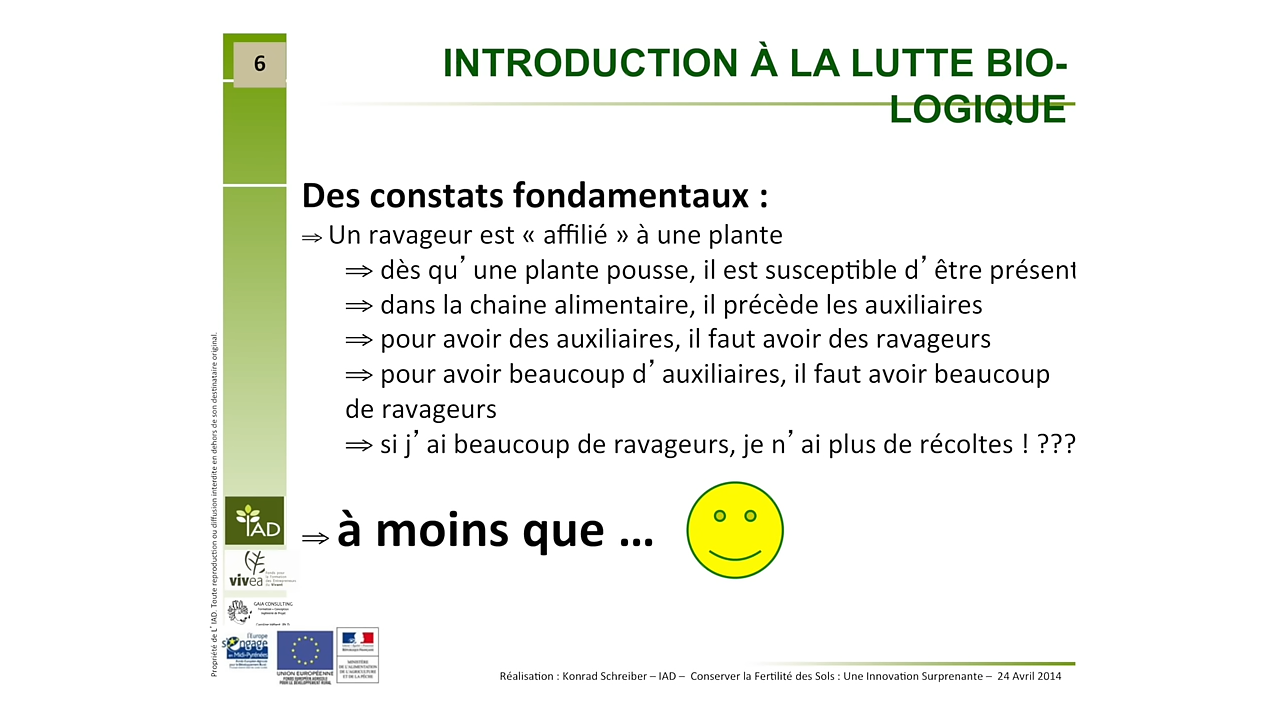 6
INTRODUCTION À LA LUTTE BIO-
LOGIQUE
Des constats fondamentaux :
⇒ Un ravageur est « affilié » à une plante
⇒ dès qu’une plante pousse, il est susceptible d’être présent
⇒ dans la chaine alimentaire, il précède les auxiliaires
⇒ pour avoir des auxiliaires, il faut avoir des ravageurs
⇒ pour avoir beaucoup d’auxiliaires, il faut avoir beaucoup
de ravageurs
⇒ si j’ai beaucoup de ravageurs, je n’ai plus de récoltes ! ???
⇒ à moins que ...
Propriété de L’IAD. Toute reproduction ou diffusion interdite en dehors de son destinataire original.
IAD
vivea
GAIA CONSULTING
l'Europe
s'engage
en Midi-Pyrénées
UNION EUROPÉENNE
Réalisation : Konrad Schreiber – IAD – Conserver la Fertilité des Sols : Une Innovation Surprenante – 24 Avril 2014